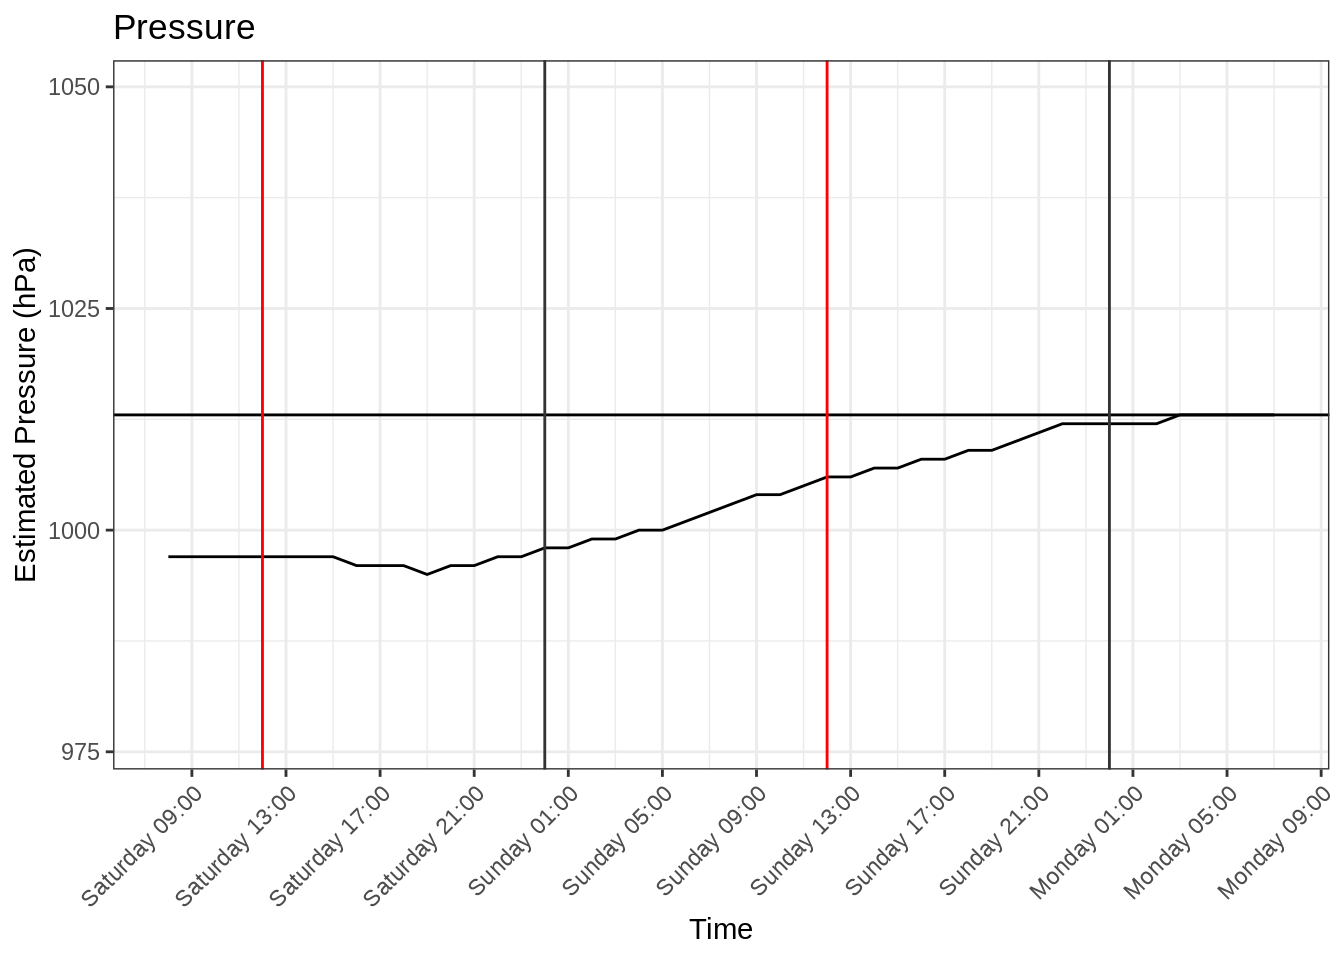 Pressure
Estimated Pressure (hPa)
1050
1025
1000
975
Saturday 09:00
Saturday 13:00
Saturday 17:00
Saturday 21:00
Sunday 01:00
Sunday 05:00
Sunday 09:00
Sunday 13:00
Sunday 17:00
Sunday 21:00
Monday 01:00
Monday 05:00
Monday 09:00
Time